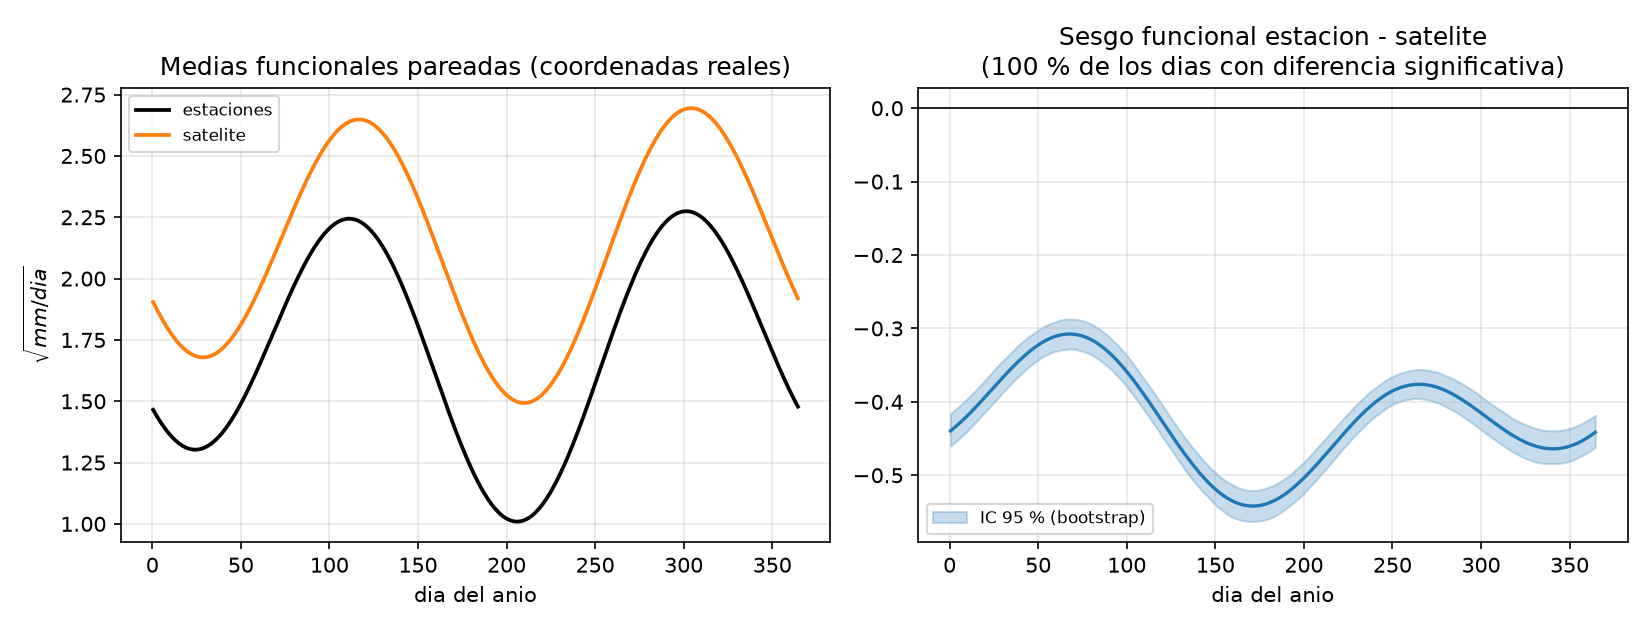 Medias funcionales pareadas (coordenadas reales)
2.75
2.50
2.25
2.00
1.75
1.50
1.25
1.00
√mm/dia
estaciones
satelite
0 50 100 150 200 250 300 350
dia del anio
Sesgo funcional estacion - satelite
(100 % de los dias con diferencia significativa)
0.0
−0.1
−0.2
−0.3
−0.4
−0.5
IC 95 % (bootstrap)
0 50 100 150 200 250 300 350
dia del anio